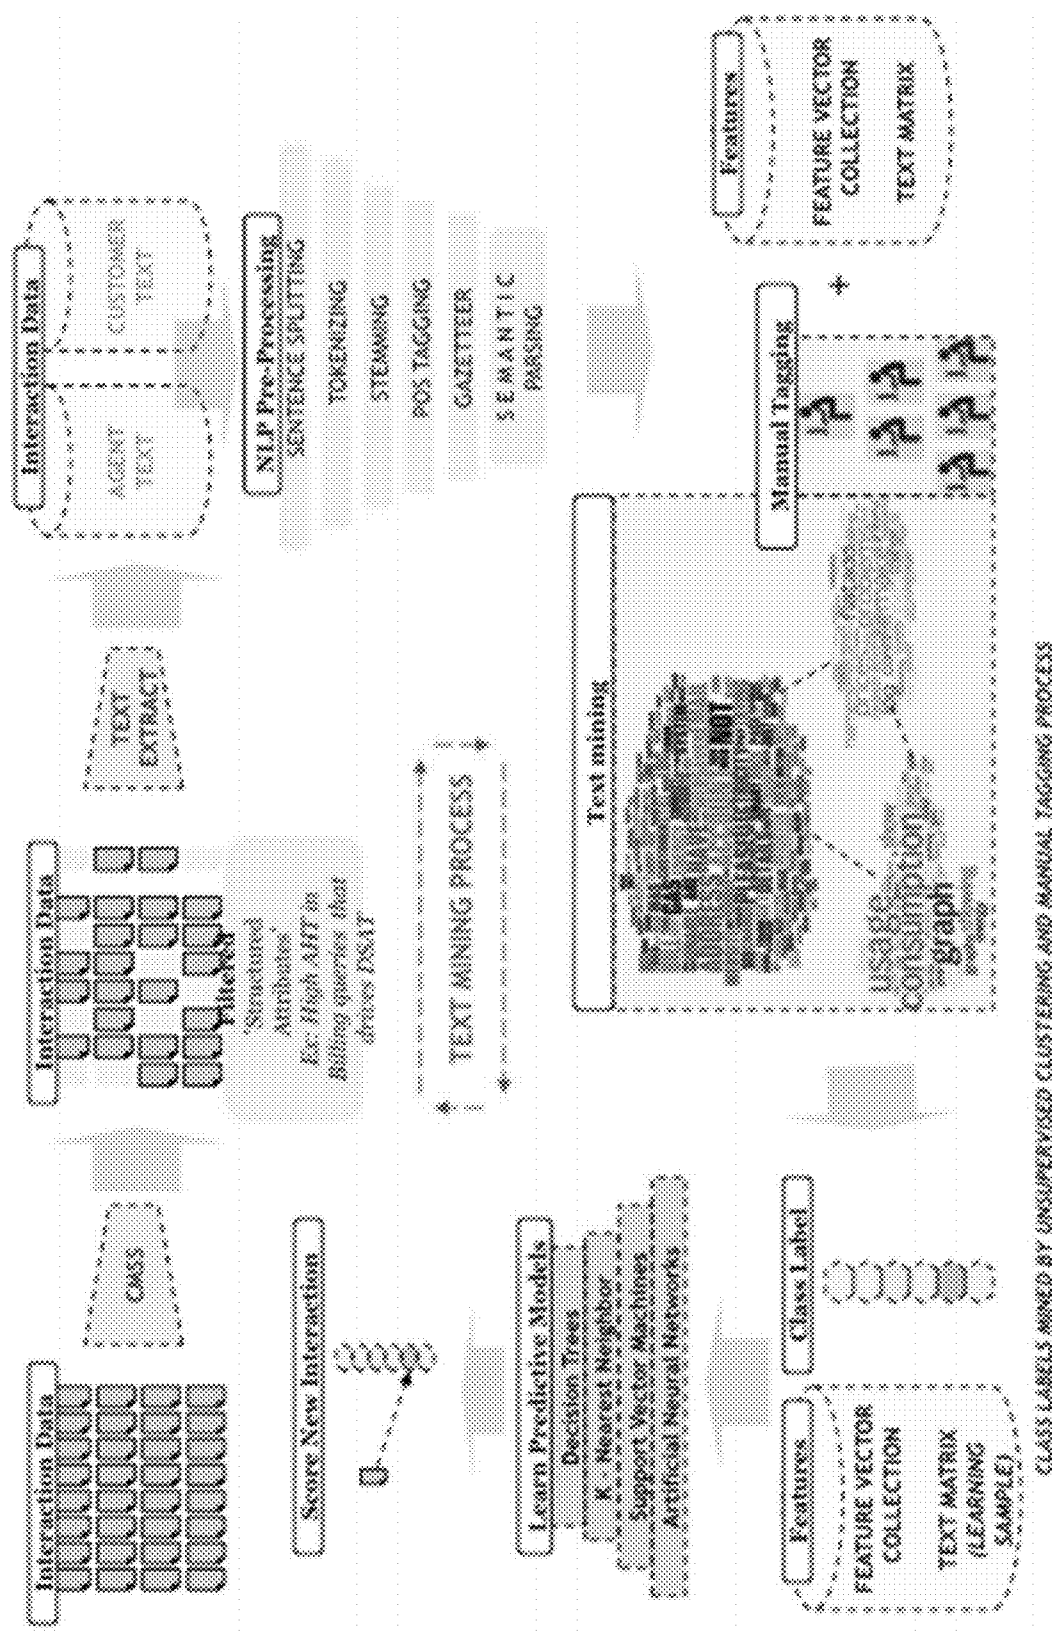 Interaction Data
CMSS
Interaction Data
Filtered
'Structured
Attributes'
Ex: High AHT in
Billing queries that
drives DSAT
TEXT
EXTRACT
Interaction Data
AGENT
TEXT
CUSTOMER
TEXT
NLP Pre-Processing
SENTENCE SPLITTING
TOKENIZING
STEMMING
POS TAGGING
GAZETTEER
SEMANTIC
PARSING
TEXT MINING PROCESS
Text mining
NOT
usage
consumption
graph
Manual Tagging
+
Features
FEATURE VECTOR
COLLECTION
TEXT MATRIX
Features
FEATURE VECTOR
COLLECTION
TEXT MATRIX
(LEARNING
SAMPLE)
Class Label
Learn Predictive Models
Decision Trees
K - Nearest Neighbor
Support Vector Machines
Artificial Neural Networks
Score New Interaction
CLASS LABELS MINED BY UNSUPERVISED CLUSTERING AND MANUAL TAGGING PROCESS